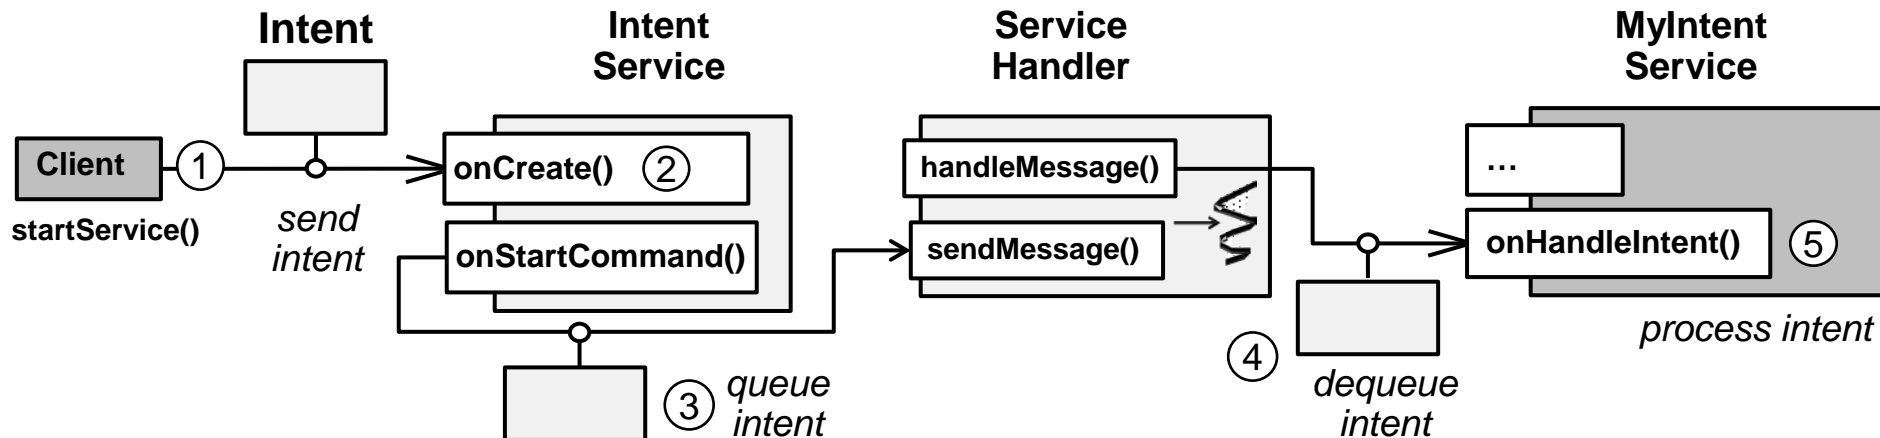 Intent
Intent
Service
Service
Handler
MyIntent
Service
Client
1
onCreate()
2
handleMessage()
...
startService()
send
intent
onStartCommand()
sendMessage()
onHandleIntent()
5
process intent
3
queue
intent
4
dequeue
intent